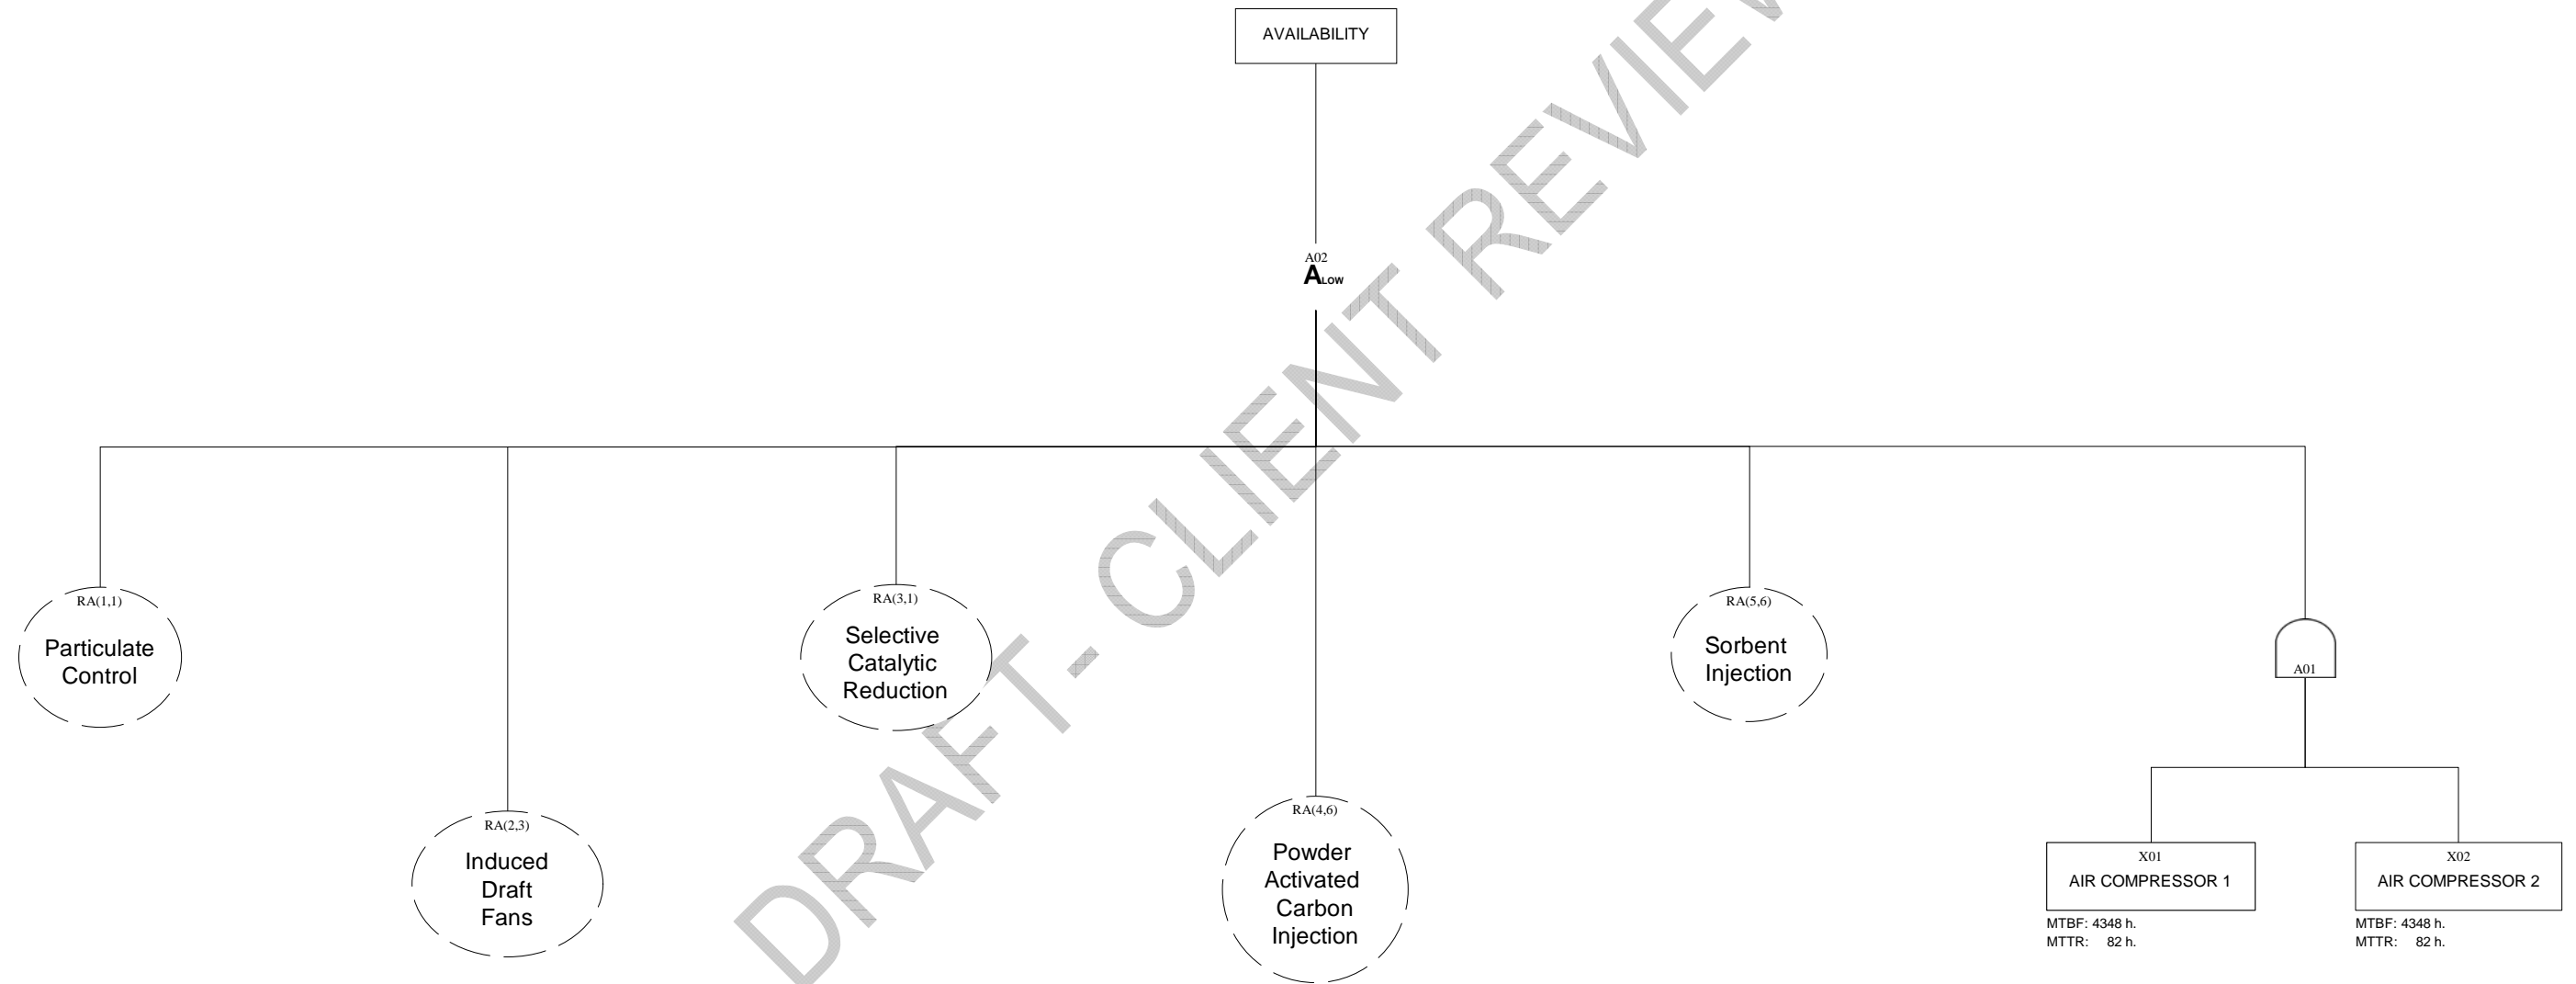 AVAILABILITY
A02
ALOW
RA(1,1)
Particulate
Control
RA(2,3)
Induced
Draft
Fans
RA(3,1)
Selective
Catalytic
Reduction
RA(4,6)
Powder
Activated
Carbon
Injection
RA(5,6)
Sorbent
Injection
A01
X01
AIR COMPRESSOR 1
MTBF: 4348 h.
MTTR: 82 h.
X02
AIR COMPRESSOR 2
MTBF: 4348 h.
MTTR: 82 h.
DRAFT - CLIENT REVIEW